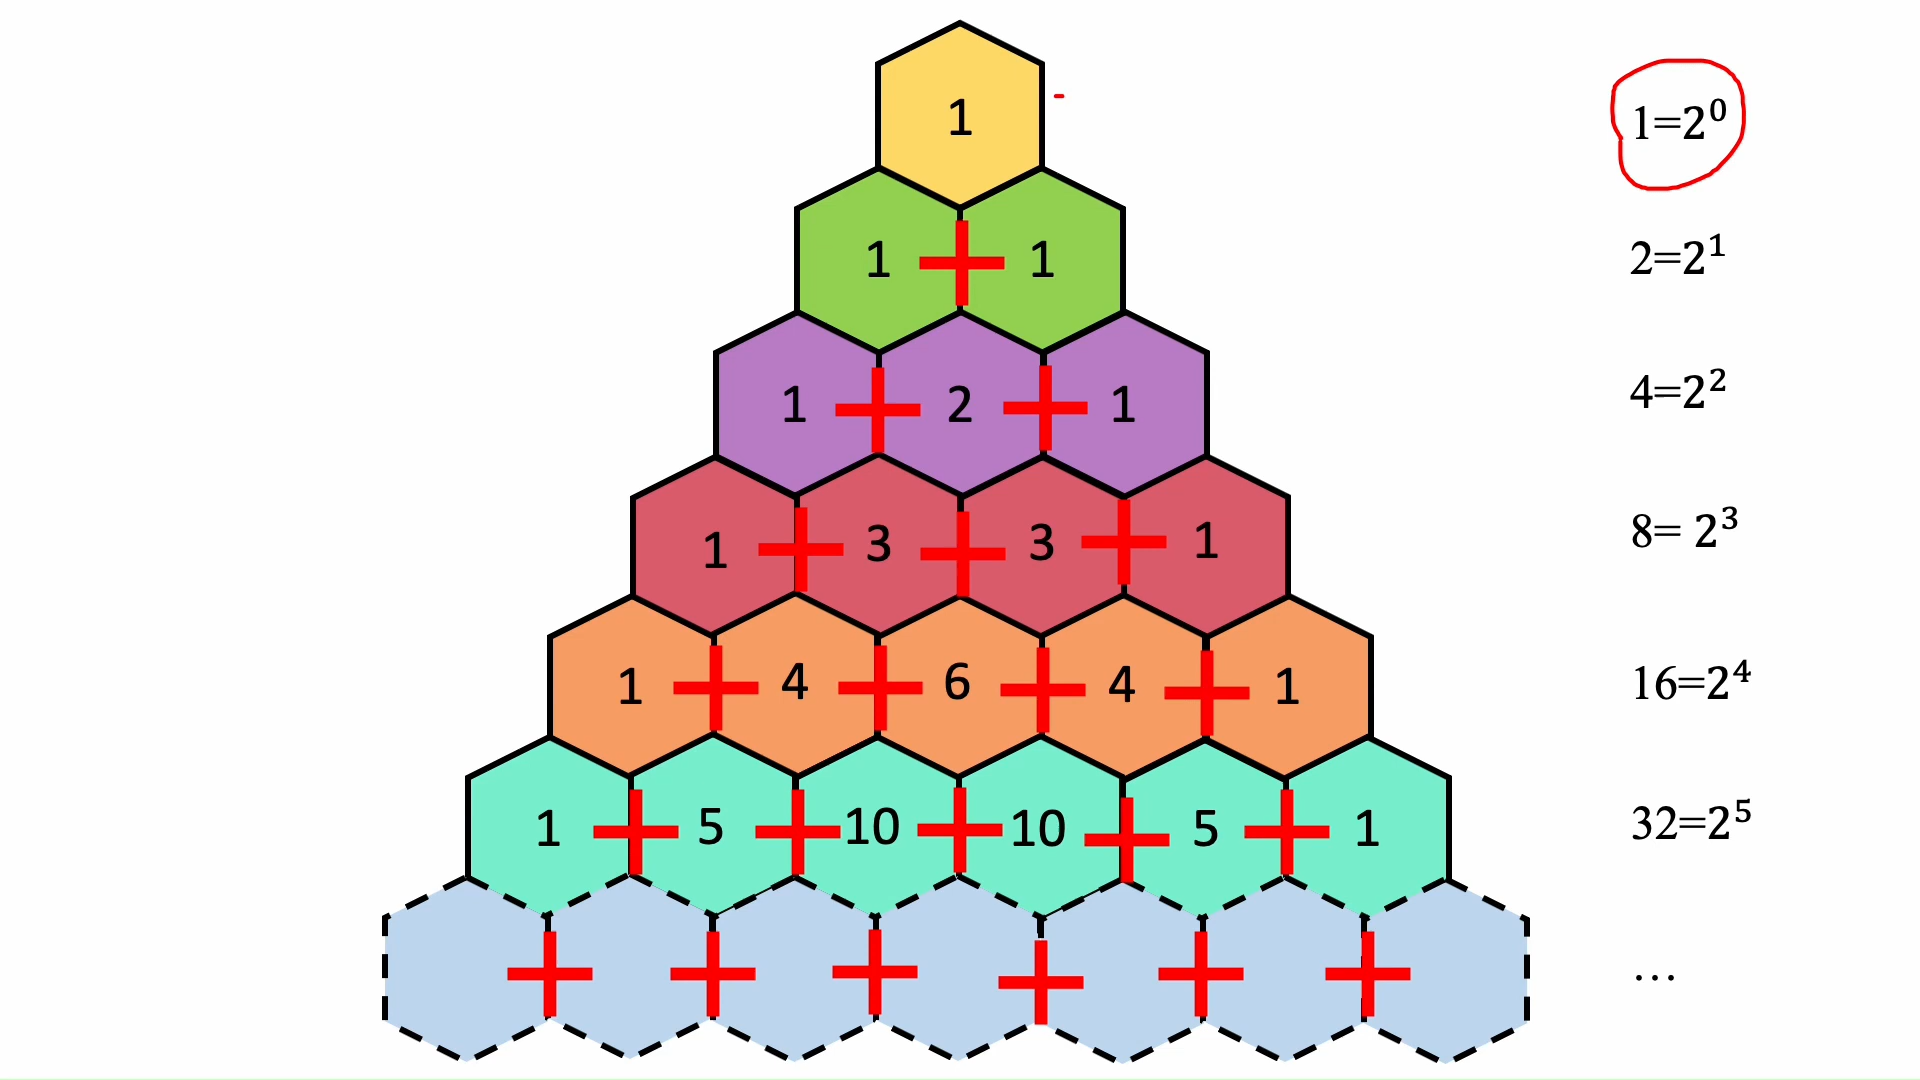 1 1=2⁰
1 + 1 2=2¹
1 + 2 + 1 4=2²
1 + 3 + 3 + 1 8= 2³
1 + 4 + 6 + 4 + 1 16=2⁴
1 + 5 + 10 + 10 + 5 + 1 32=2⁵
+ + + + + + …